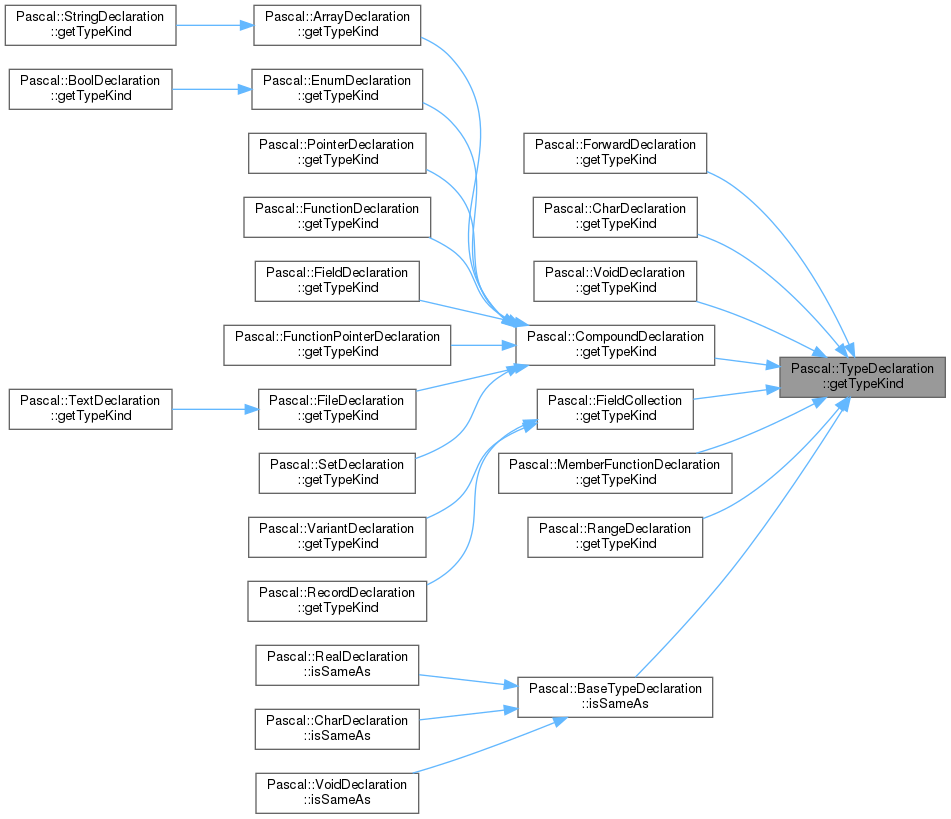 Pascal::StringDeclaration
::getTypeKind
Pascal::ArrayDeclaration
::getTypeKind
Pascal::BoolDeclaration
::getTypeKind
Pascal::EnumDeclaration
::getTypeKind
Pascal::PointerDeclaration
::getTypeKind
Pascal::ForwardDeclaration
::getTypeKind
Pascal::FunctionDeclaration
::getTypeKind
Pascal::CharDeclaration
::getTypeKind
Pascal::FieldDeclaration
::getTypeKind
Pascal::VoidDeclaration
::getTypeKind
Pascal::FunctionPointerDeclaration
::getTypeKind
Pascal::CompoundDeclaration
::getTypeKind
Pascal::TypeDeclaration
::getTypeKind
Pascal::TextDeclaration
::getTypeKind
Pascal::FileDeclaration
::getTypeKind
Pascal::FieldCollection
::getTypeKind
Pascal::SetDeclaration
::getTypeKind
Pascal::MemberFunctionDeclaration
::getTypeKind
Pascal::VariantDeclaration
::getTypeKind
Pascal::RangeDeclaration
::getTypeKind
Pascal::RecordDeclaration
::getTypeKind
Pascal::RealDeclaration
::isSameAs
Pascal::BaseTypeDeclaration
::isSameAs
Pascal::CharDeclaration
::isSameAs
Pascal::VoidDeclaration
::isSameAs